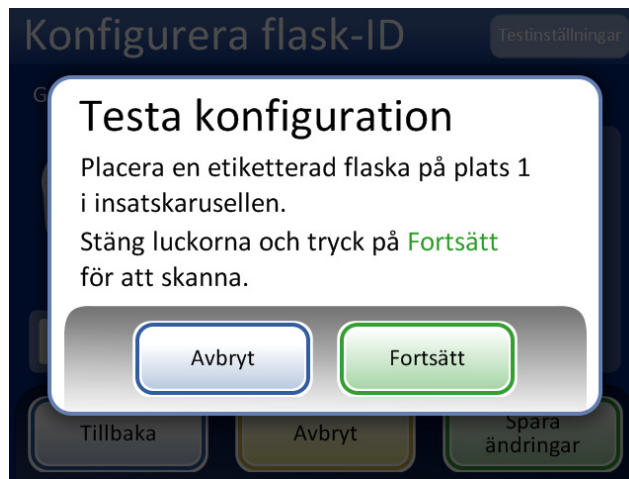 Konfigurera flask-ID
Testinställningar
G
Testa konfiguration
Placera en etiketterad flaska på plats 1
i insatskarusellen.
Stäng luckorna och tryck på Fortsätt
för att skanna.
Avbryt
Fortsätt
Tillbaka
Avbryt
Spara
ändringar